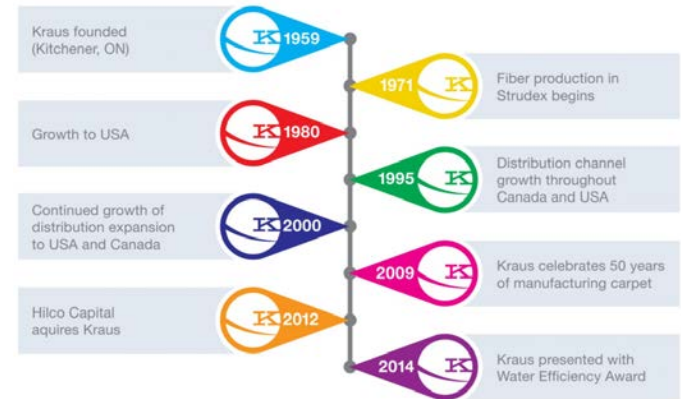 Kraus founded
(Kitchener, ON)
K 1959
1971 K
Fiber production in
Strudex begins
Growth to USA
K 1980
1995 K
Distribution channel
growth throughout
Canada and USA
Continued growth of
distribution expansion
to USA and Canada
K 2000
2009 K
Kraus celebrates 50 years
of manufacturing carpet
Hilco Capital
aquires Kraus
K 2012
2014 K
Kraus presented with
Water Efficiency Award